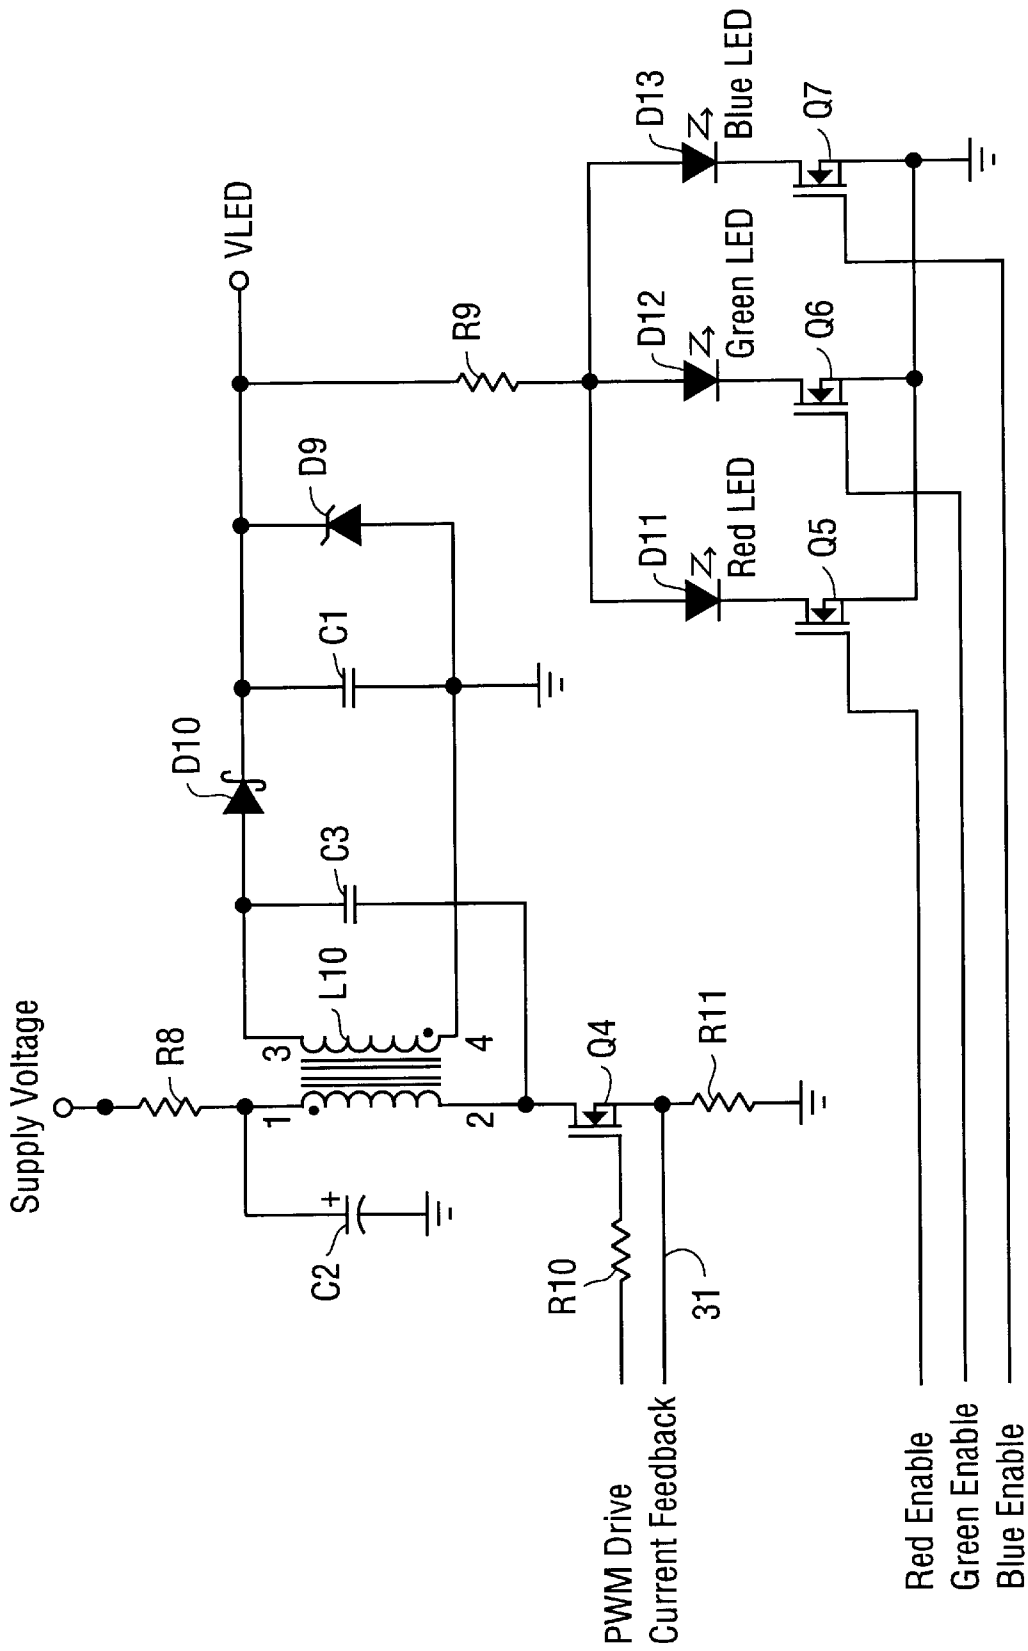 Supply Voltage
R8
C2
+
1
2
3
4
L10
C3
D10
C1
D9
VLED
R9
Q4
R10
R11
31
PWM Drive
Current Feedback
D11
Red LED
D12
Green LED
D13
Blue LED
Q5
Q6
Q7
Red Enable
Green Enable
Blue Enable